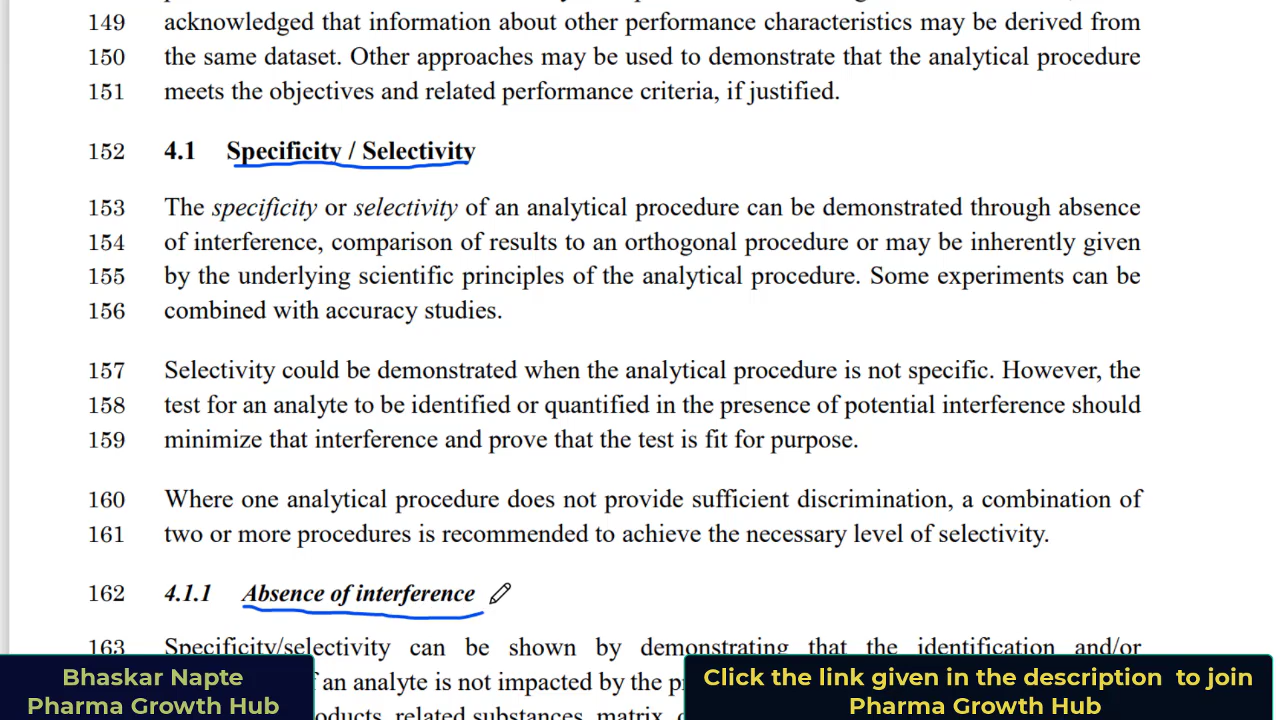 149 acknowledged that information about other performance characteristics may be derived from
150 the same dataset. Other approaches may be used to demonstrate that the analytical procedure
151 meets the objectives and related performance criteria, if justified.
152 4.1 Specificity / Selectivity
153 The specificity or selectivity of an analytical procedure can be demonstrated through absence
154 of interference, comparison of results to an orthogonal procedure or may be inherently given
155 by the underlying scientific principles of the analytical procedure. Some experiments can be
156 combined with accuracy studies.
157 Selectivity could be demonstrated when the analytical procedure is not specific. However, the
158 test for an analyte to be identified or quantified in the presence of potential interference should
159 minimize that interference and prove that the test is fit for purpose.
160 Where one analytical procedure does not provide sufficient discrimination, a combination of
161 two or more procedures is recommended to achieve the necessary level of selectivity.
162 4.1.1 Absence of interference
163 Specificity/selectivity can be shown by demonstrating that the identification and/or
an analyte is not impacted by the
related substances, matrix,
Bhaskar Napte
Pharma Growth Hub
Click the link given in the description to join
Pharma Growth Hub